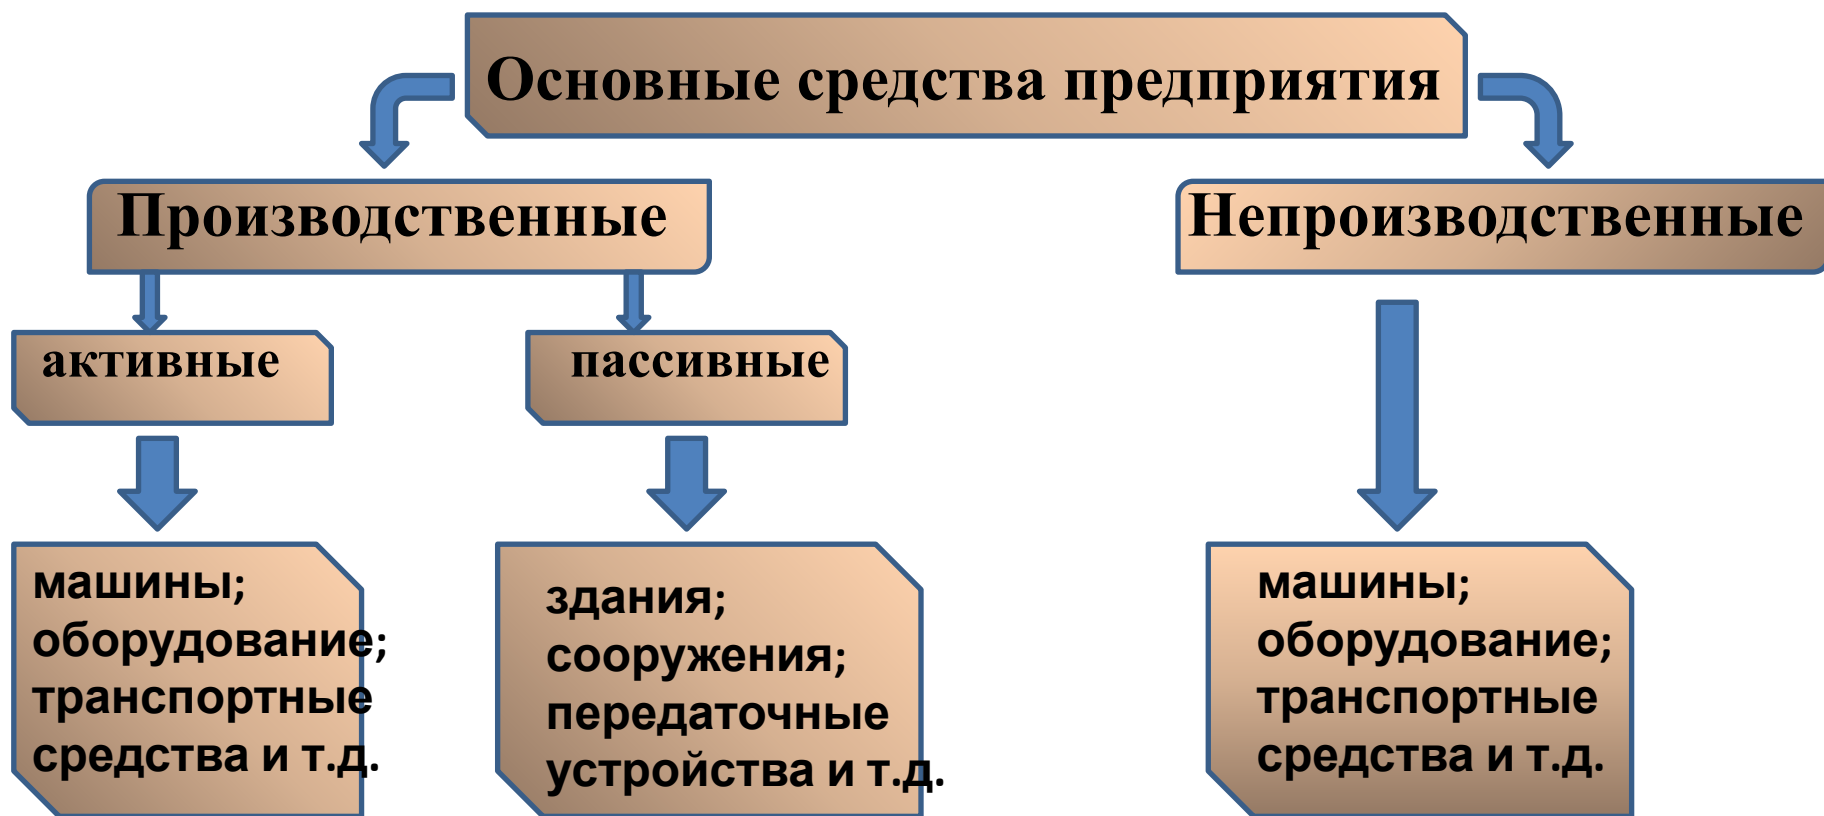 Основные средства предприятия
Производственные
Непроизводственные
активные
пассивные
машины;
оборудование;
транспортные
средства и т.д.
здания;
сооружения;
передаточные
устройства и т.д.
машины;
оборудование;
транспортные
средства и т.д.